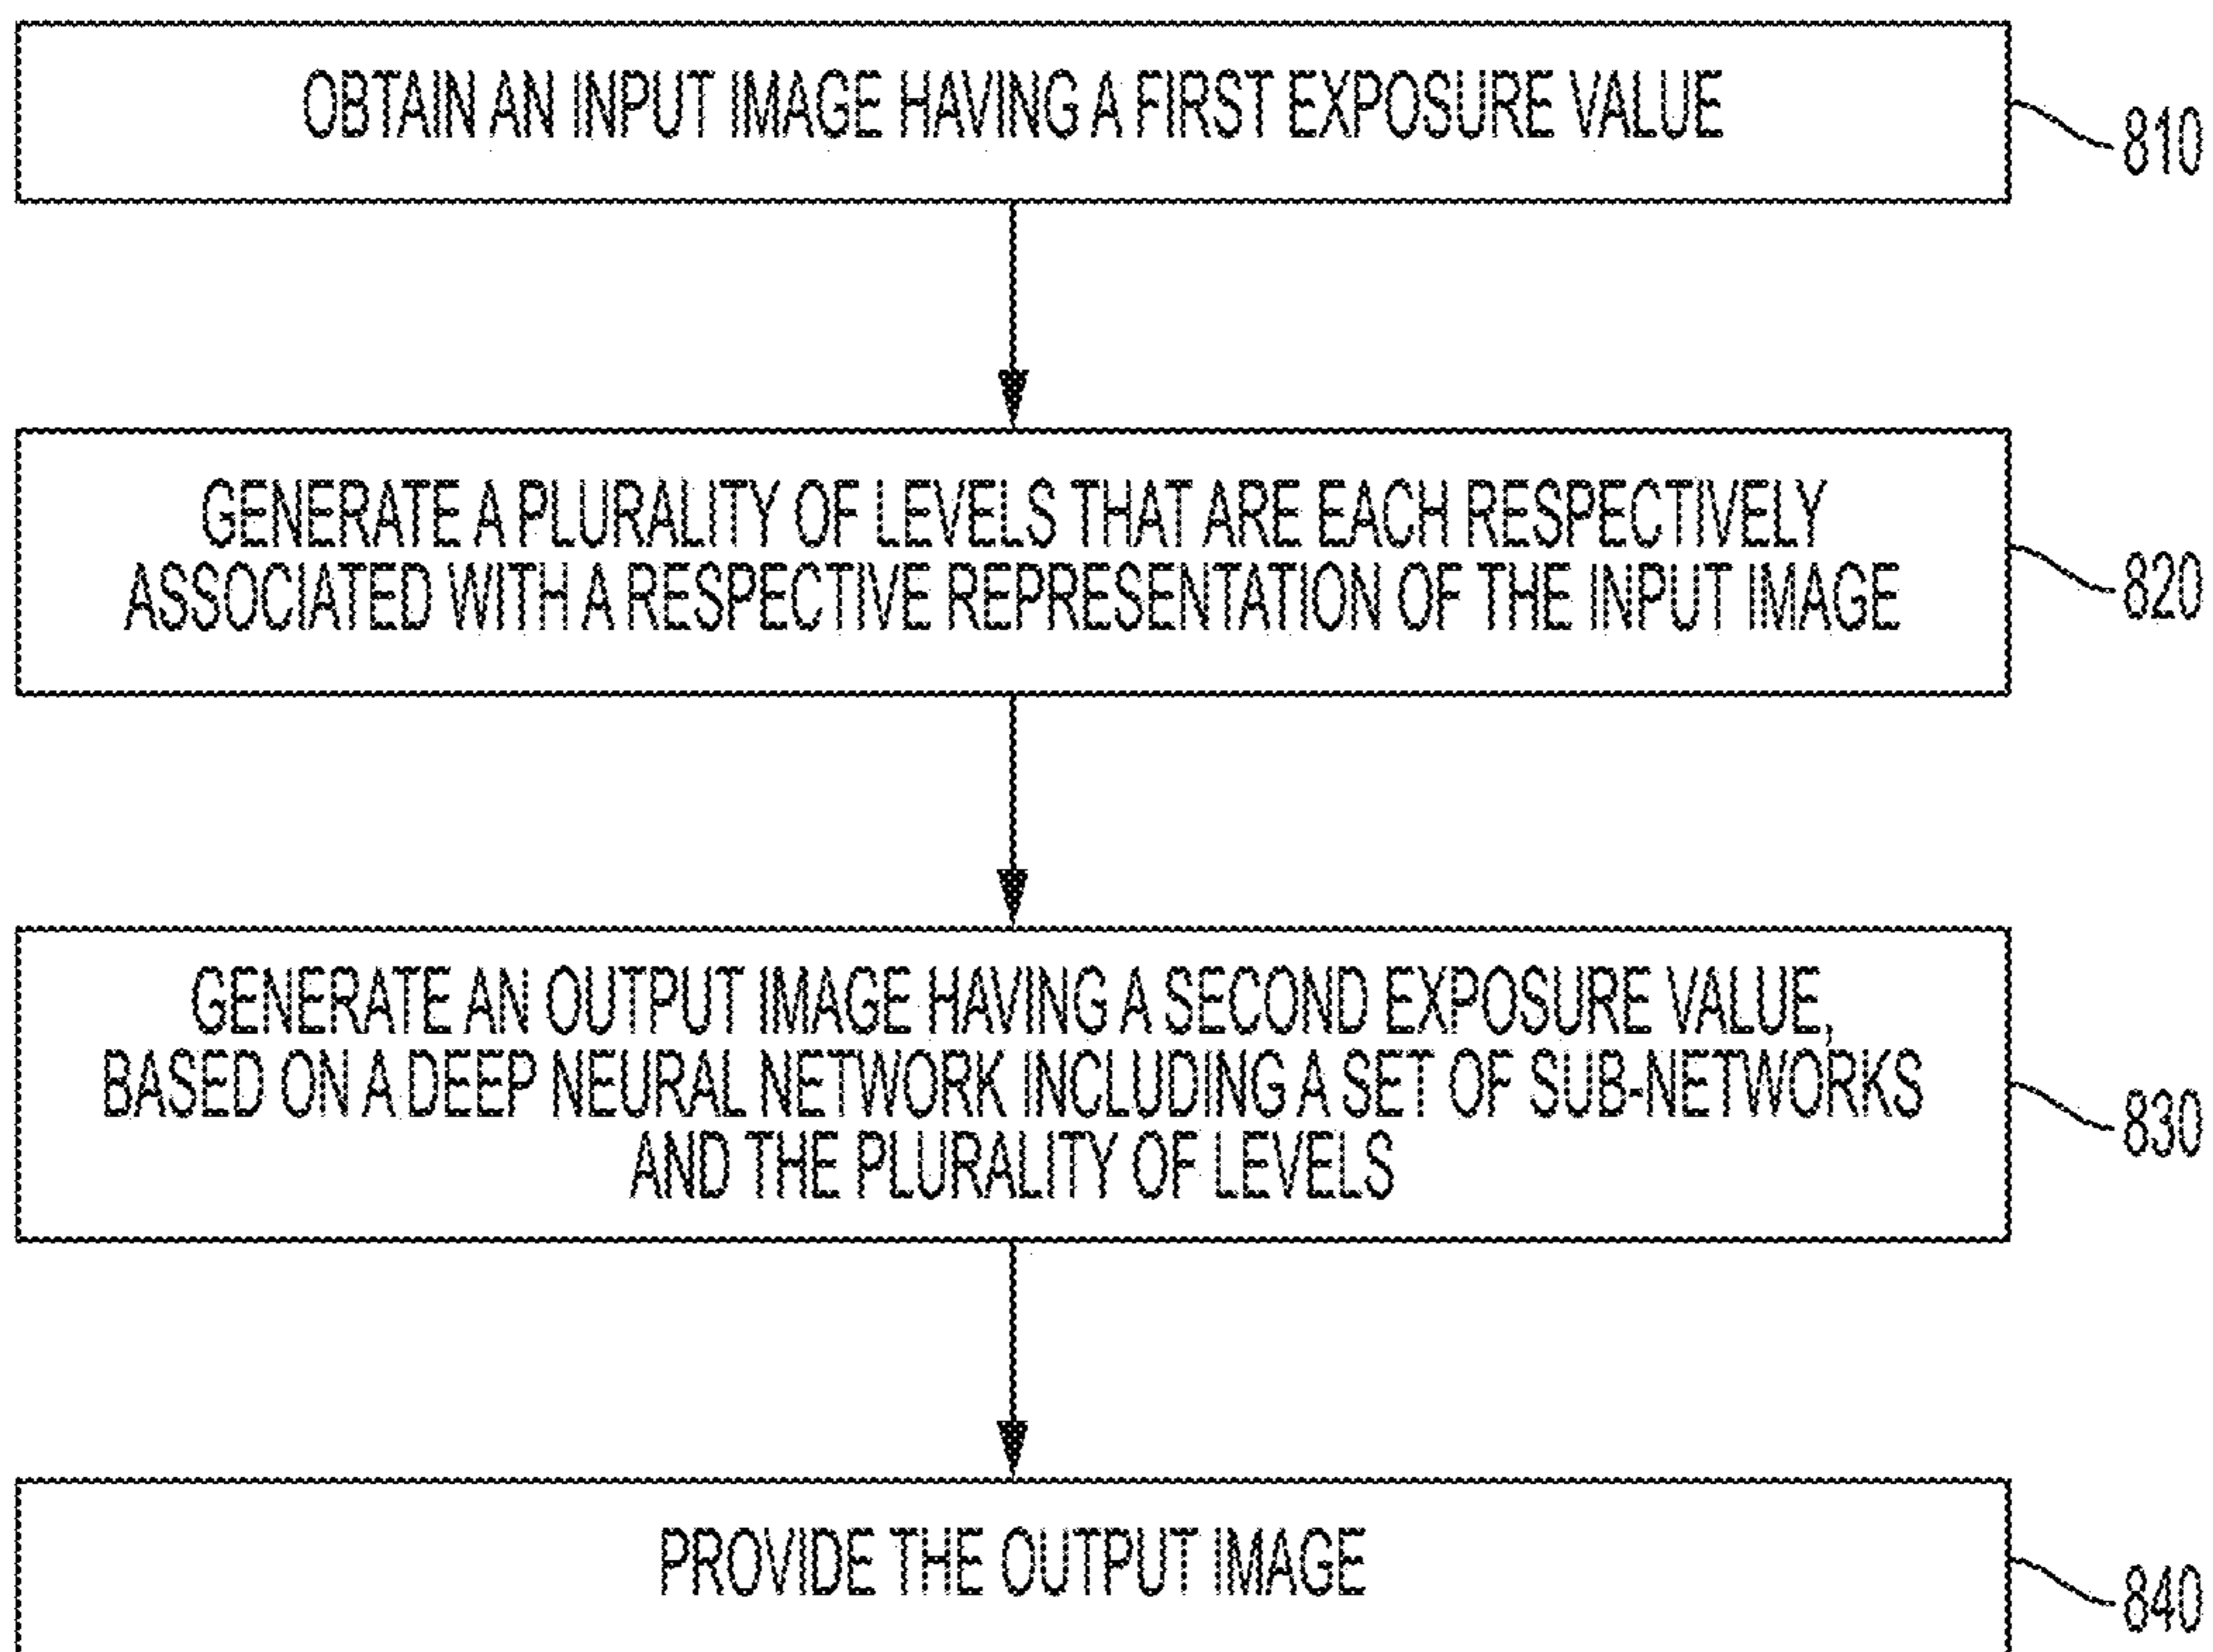 OBTAIN AN INPUT IMAGE HAVING A FIRST EXPOSURE VALUE
810
GENERATE A PLURALITY OF LEVELS THAT ARE EACH RESPECTIVELY
ASSOCIATED WITH A RESPECTIVE REPRESENTATION OF THE INPUT IMAGE
820
GENERATE AN OUTPUT IMAGE HAVING A SECOND EXPOSURE VALUE,
BASED ON A DEEP NEURAL NETWORK INCLUDING A SET OF SUB-NETWORKS
AND THE PLURALITY OF LEVELS
830
PROVIDE THE OUTPUT IMAGE
840